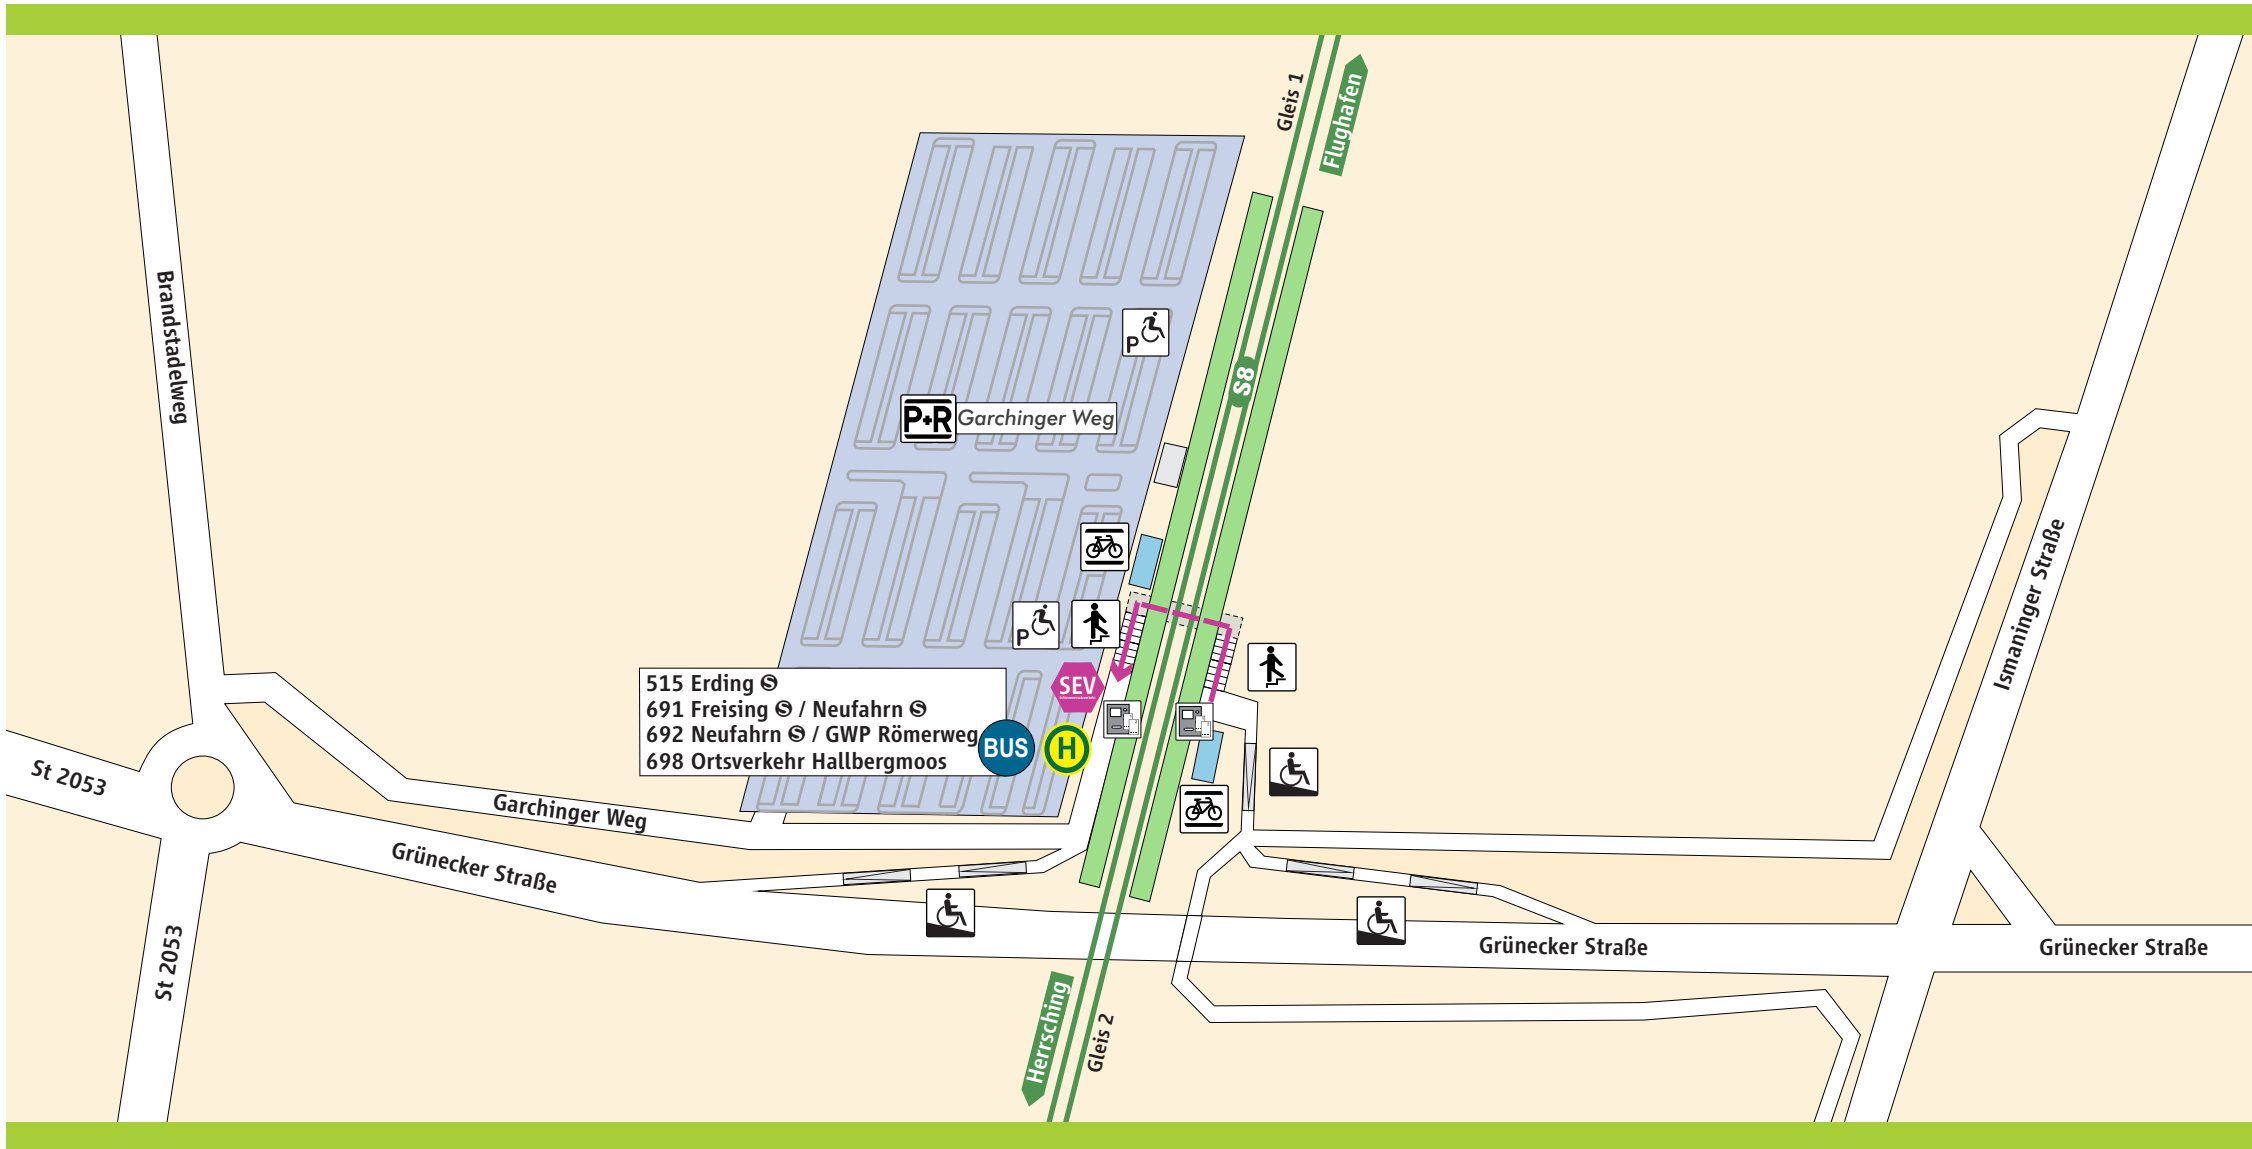 Gleis 1
Flughafen
Brandstadelweg
P
S8
P+R Garchinger Weg
Ismaninger Straße
P
515 Erding S
691 Freising S / Neufahrn S
692 Neufahrn S / GWP Römerweg
698 Ortsverkehr Hallbergmoos
BUS
SEV
H
St 2053
Garchinger Weg
Grünecker Straße
St 2053
Grünecker Straße
Grünecker Straße
Herrsching
Gleis 2